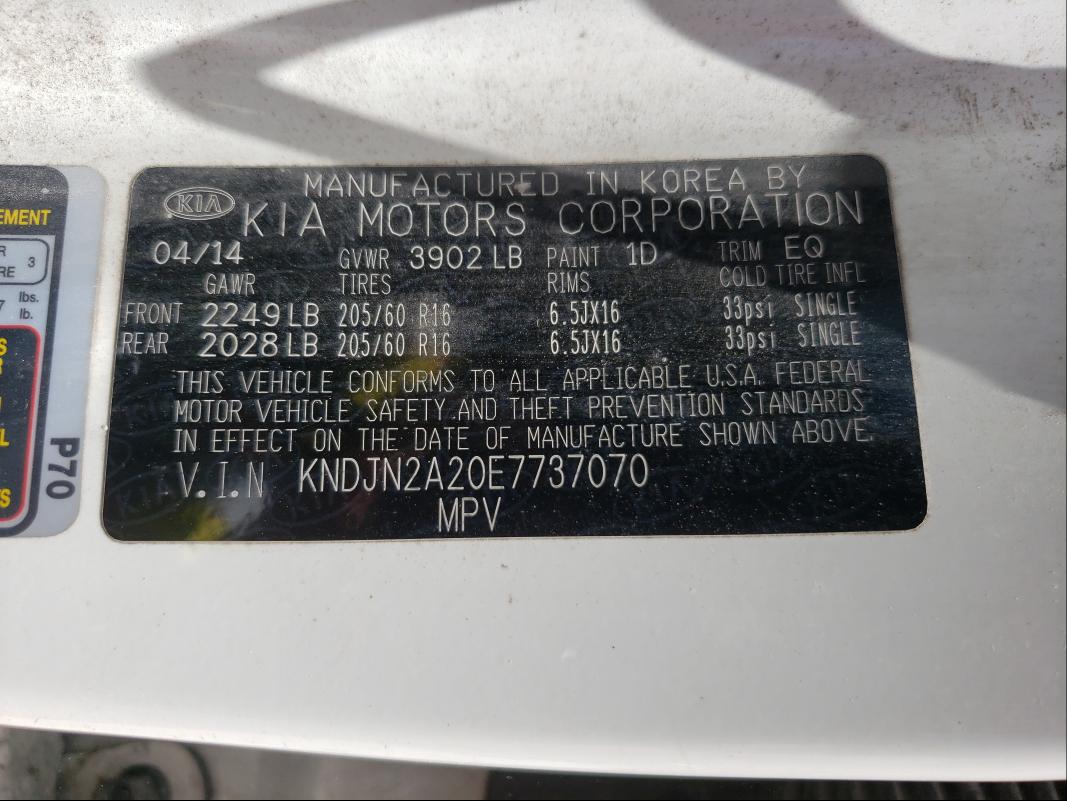 EMENT
R 3
RE
7 lbs.
lb.
S
R
L
TS
P70
MANUFACTURED IN KOREA BY
KIA KIA MOTORS CORPORATION
04/14 GVWR 3902 LB PAINT 1D TRIM EQ
GAWR TIRES RIMS COLD TIRE INFL
FRONT 2249 LB 205/60 R16 6.5JX16 33psi SINGLE
REAR 2028 LB 205/60 R16 6.5JX16 33psi SINGLE
THIS VEHICLE CONFORMS TO ALL APPLICABLE U.S.A. FEDERAL
MOTOR VEHICLE SAFETY AND THEFT PREVENTION STANDARDS
IN EFFECT ON THE DATE OF MANUFACTURE SHOWN ABOVE.
V.I.N KNDJN2A20E7737070
MPV